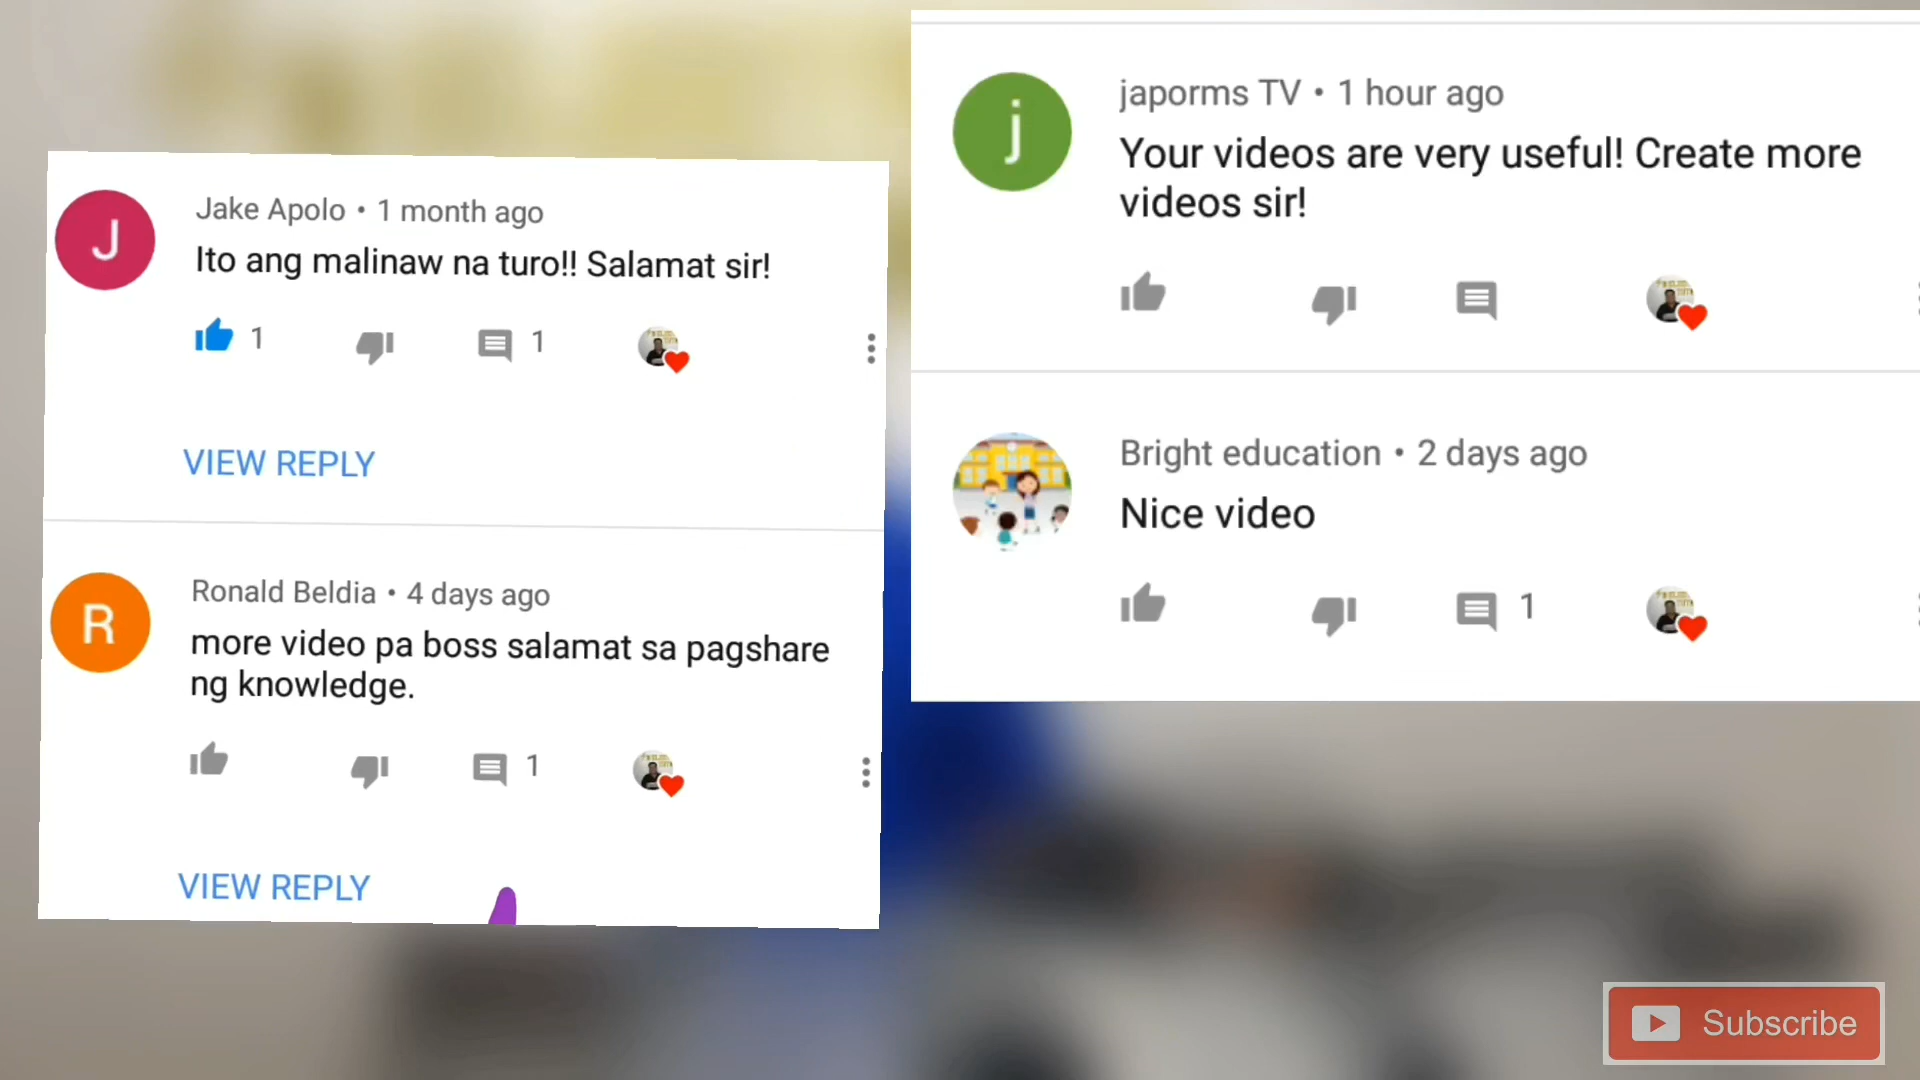 Jake Apolo • 1 month ago
Ito ang malinaw na turo!! Salamat sir!
1
1
VIEW REPLY
Ronald Beldia • 4 days ago
more video pa boss salamat sa pagshare
ng knowledge.
1
VIEW REPLY
japorms TV • 1 hour ago
Your videos are very useful! Create more
videos sir!
Bright education • 2 days ago
Nice video
1
Subscribe
J
R
j